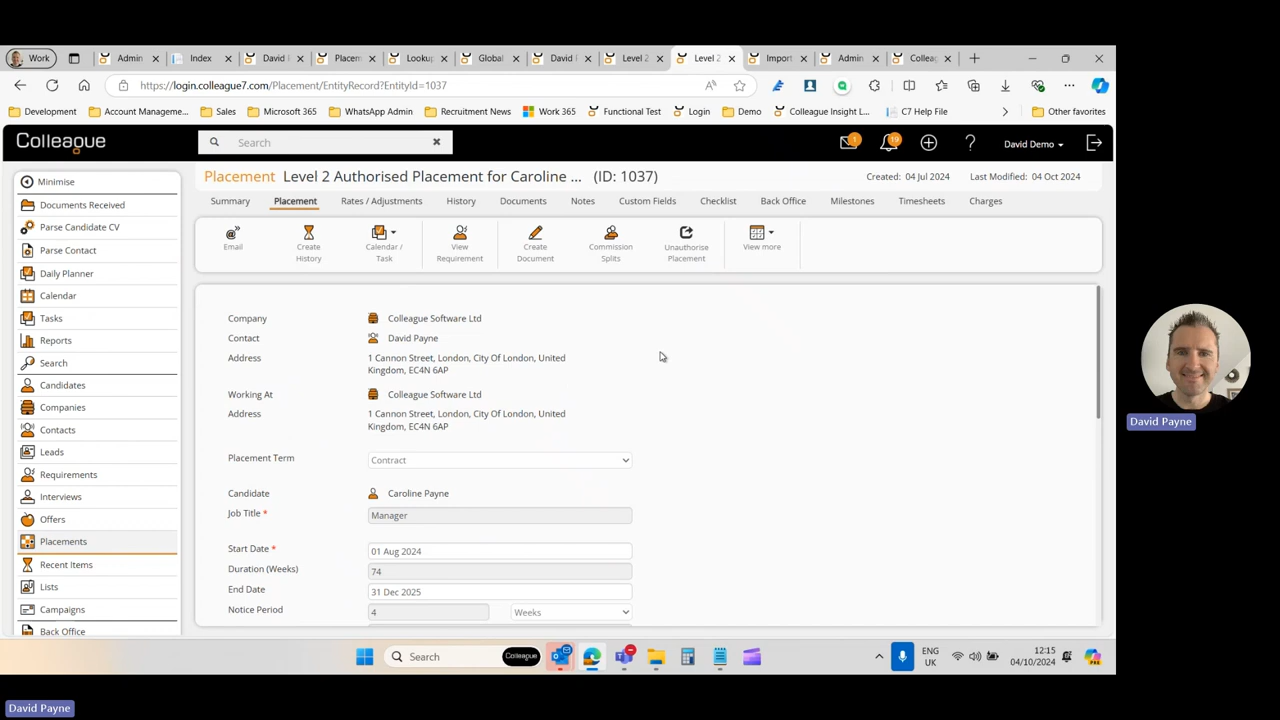 Work
Admin
Index
David
Placem
Lookup
Global
David
Level 2
Level 2
Import
Admin
Collea
https://login.colleague7.com/Placement/EntityRecord?EntityId=1037
Development
Account Manageme...
Sales
Microsoft 365
WhatsApp Admin
Recruitment News
Work 365
Functional Test
Login
Demo
Colleague Insight L...
C7 Help File
Other favorites
Colleague
Search
1
19
David Demo
Minimise
Documents Received
Parse Candidate CV
Parse Contact
Daily Planner
Calendar
Tasks
Reports
Search
Candidates
Companies
Contacts
Leads
Requirements
Interviews
Offers
Placements
Recent Items
Lists
Campaigns
Back Office
Placement Level 2 Authorised Placement for Caroline ... (ID: 1037)
Created: 04 Jul 2024 Last Modified: 04 Oct 2024
Summary
Placement
Rates / Adjustments
History
Documents
Notes
Custom Fields
Checklist
Back Office
Milestones
Timesheets
Charges
Email
Create
History
Calendar /
Task
View
Requirement
Create
Document
Commission
Splits
Unauthorise
Placement
View more
Company Colleague Software Ltd
Contact David Payne
Address 1 Cannon Street, London, City Of London, United
Kingdom, EC4N 6AP
Working At Colleague Software Ltd
Address 1 Cannon Street, London, City Of London, United
Kingdom, EC4N 6AP
Placement Term Contract
Candidate Caroline Payne
Job Title * Manager
Start Date * 01 Aug 2024
Duration (Weeks) 74
End Date 31 Dec 2025
Notice Period 4 Weeks
David Payne
Search
Colleague
ENG
UK
12:15
04/10/2024
David Payne